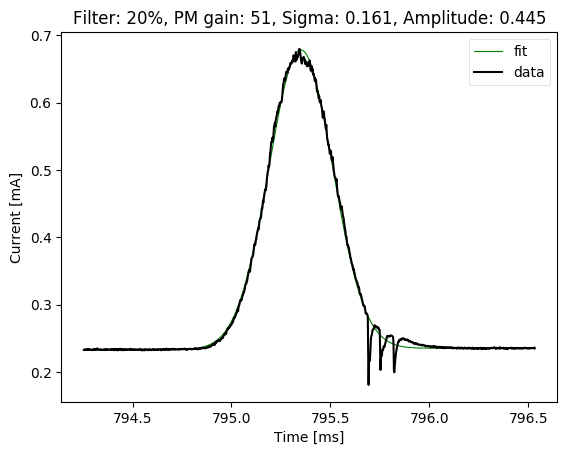 Filter: 20%, PM gain: 51, Sigma: 0.161, Amplitude: 0.445
fit
data
0.7
0.6
0.5
0.4
0.3
0.2
Current [mA]
794.5 795.0 795.5 796.0 796.5
Time [ms]